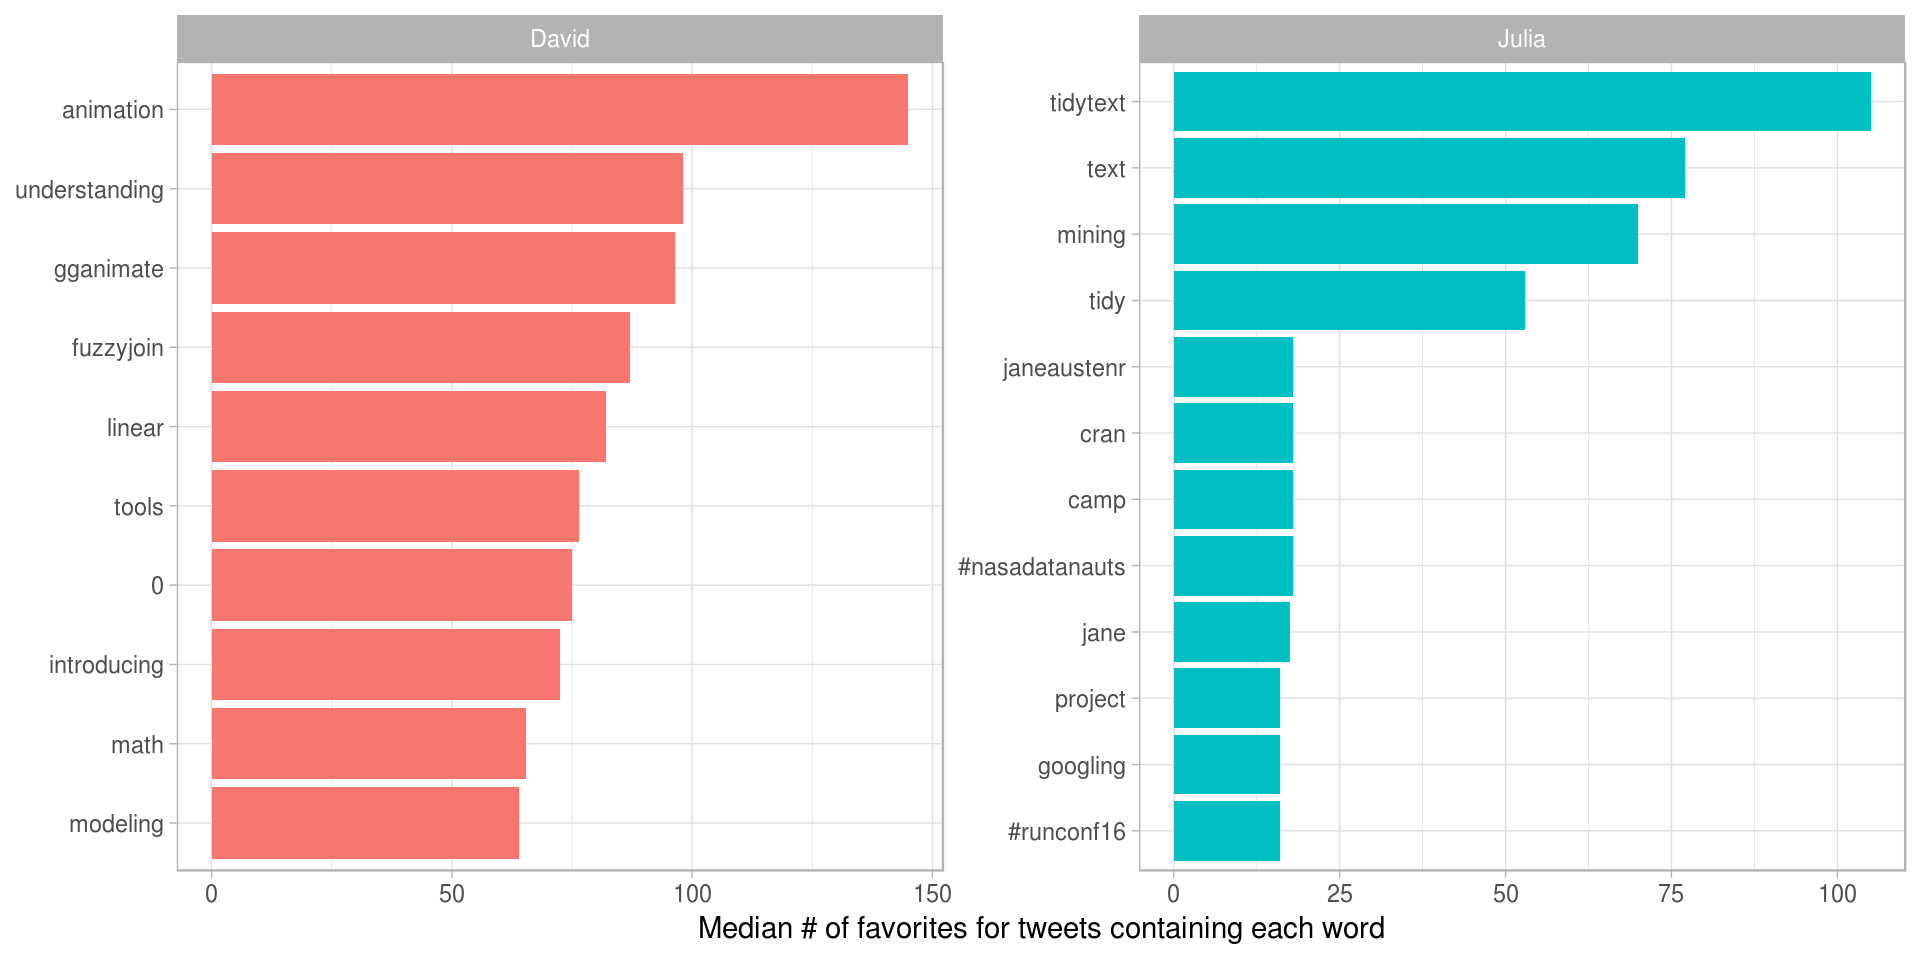 David
animation
understanding
gganimate
fuzzyjoin
linear
tools
0
introducing
math
modeling
0 50 100 150
Julia
tidytext
text
mining
tidy
janeaustenr
cran
camp
#nasadatanauts
jane
project
googling
#runconf16
0 25 50 75 100
Median # of favorites for tweets containing each word